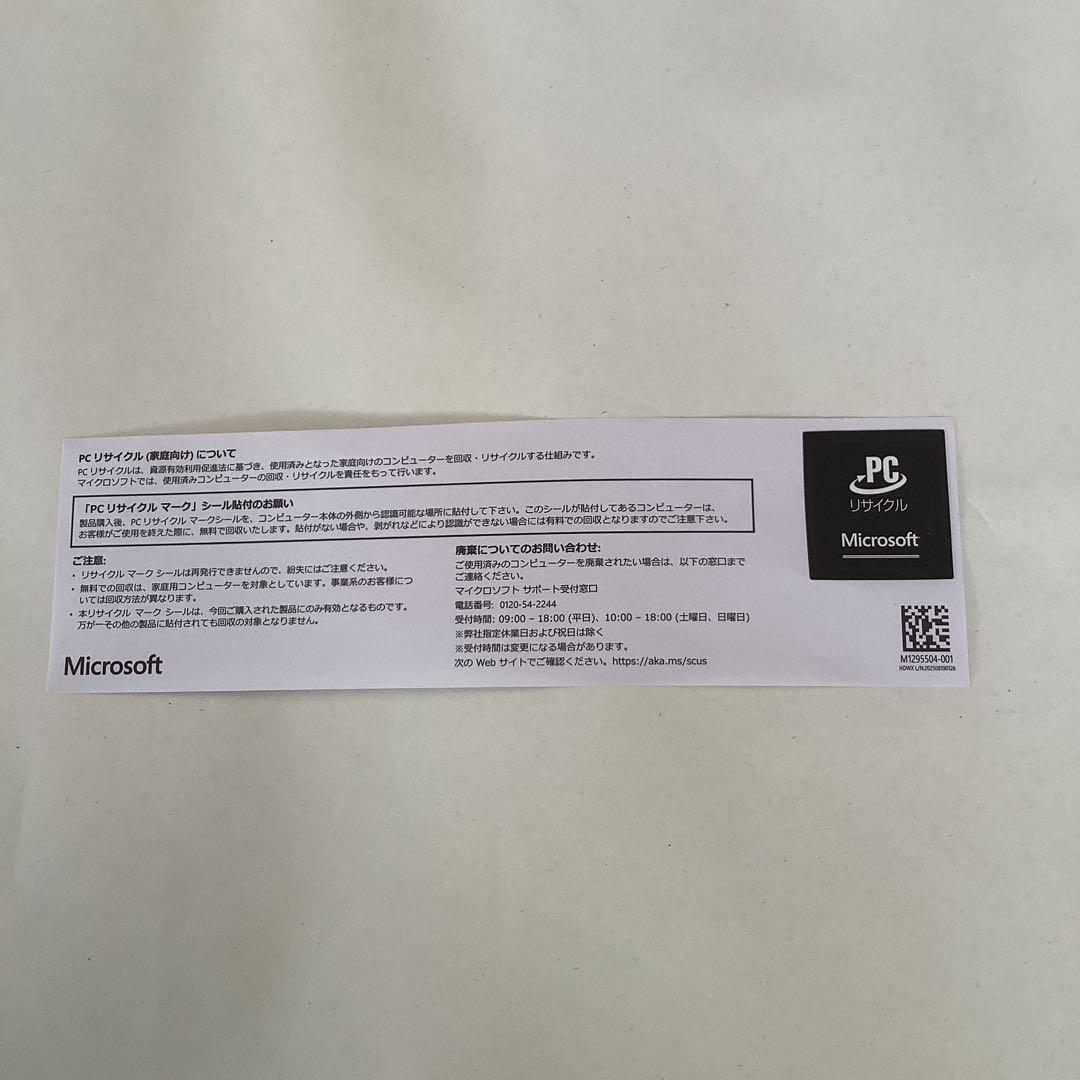 PC リサイクル (家庭向け) について
PC リサイクルは、資源有効利用促進法に基づき、使用済みとなった家庭向けのコンピューターを回収・リサイクルする仕組みです。
マイクロソフトでは、使用済みコンピューターの回収・リサイクルを責任をもって行います。
「PC リサイクル マーク」シール貼付のお願い
製品購入後、PC リサイクル マークシールを、コンピューター本体の外側から認識可能な場所に貼付して下さい。このシールが貼付してあるコンピューターは、
お客様がご使用を終えた際に、無料で回収いたします。貼付がない場合や、剥がれなどにより認識ができない場合には有料での回収となりますのでご注意下さい。
ご注意:
• リサイクル マーク シールは再発行できませんので、紛失にはご注意ください。
• 無料での回収は、家庭用コンピューターを対象としています。事業系のお客様につ
いては回収方法が異なります。
• 本リサイクル マーク シールは、今回ご購入された製品にのみ有効となるものです。
万が一その他の製品に貼付されても回収の対象となりません。
Microsoft
廃棄についてのお問い合わせ:
ご使用済みのコンピューターを廃棄されたい場合は、以下の窓口まで
ご連絡ください。
マイクロソフト サポート受付窓口
電話番号: 0120-54-2244
受付時間: 09:00 – 18:00 (平日)、10:00 – 18:00 (土曜日、日曜日)
※弊社指定休業日および祝日は除く
※受付時間は変更になる場合があります。
次の Web サイトでご確認ください。https://aka.ms/scus
PC
リサイクル
Microsoft
M1295504-001
HDWX L/N:202508190126